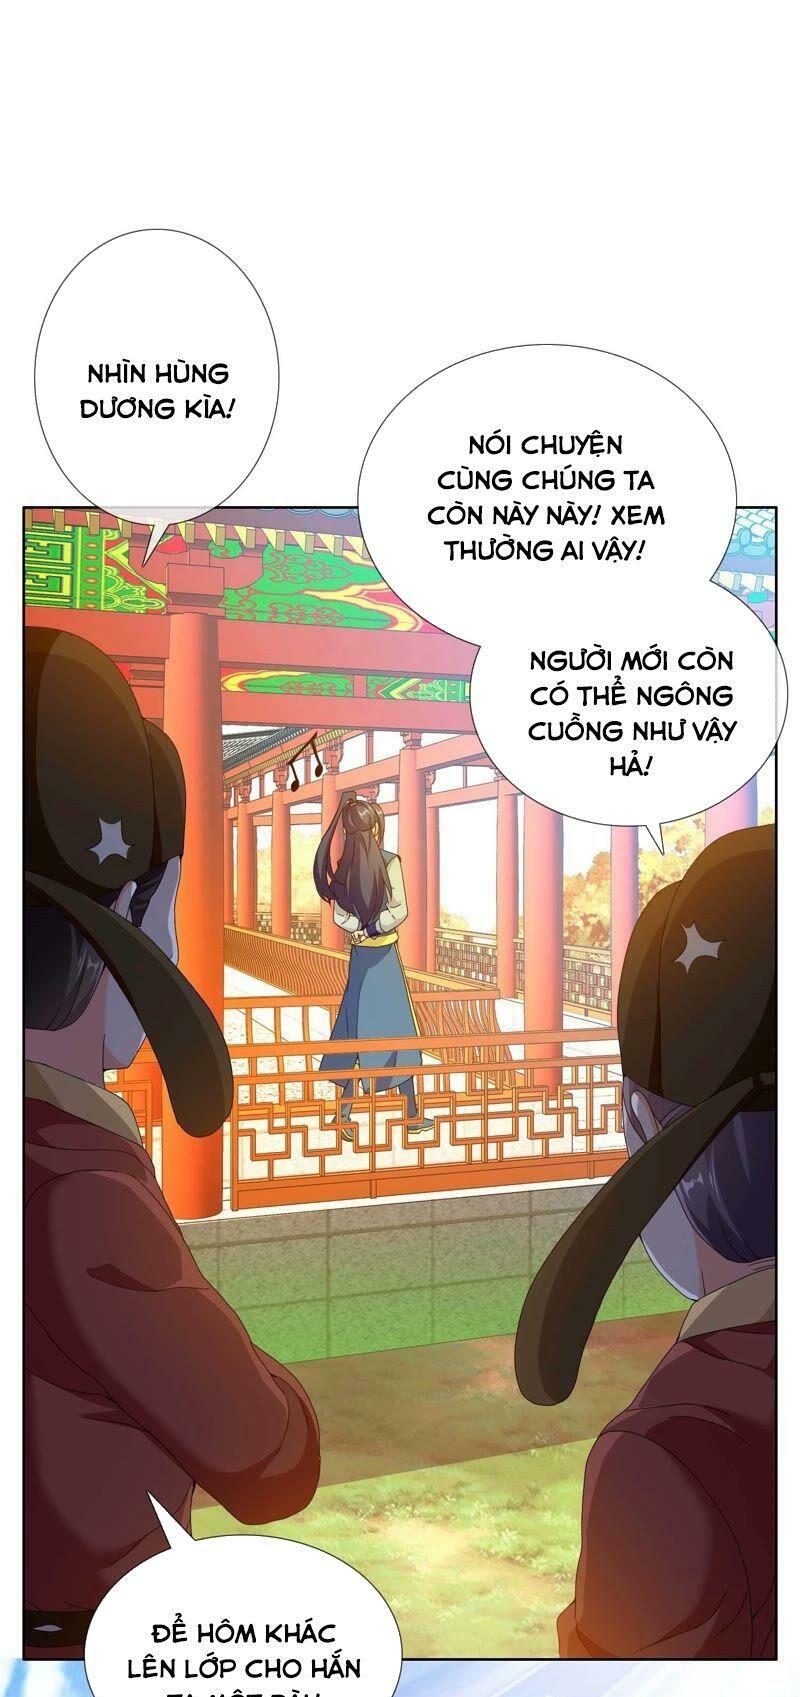 NHÌN HÙNG
DƯƠNG KÌA!
NÓI CHUYỆN
CÙNG CHÚNG TA
CÒN NÀY NÀY! XEM
THƯỜNG AI VẬY!
NGƯỜI MỚI CÒN
CÓ THỂ NGÔNG
CUỒNG NHƯ VẬY
HẢ!
ĐỂ HÔM KHÁC
LÊN LỚP CHO HẮN